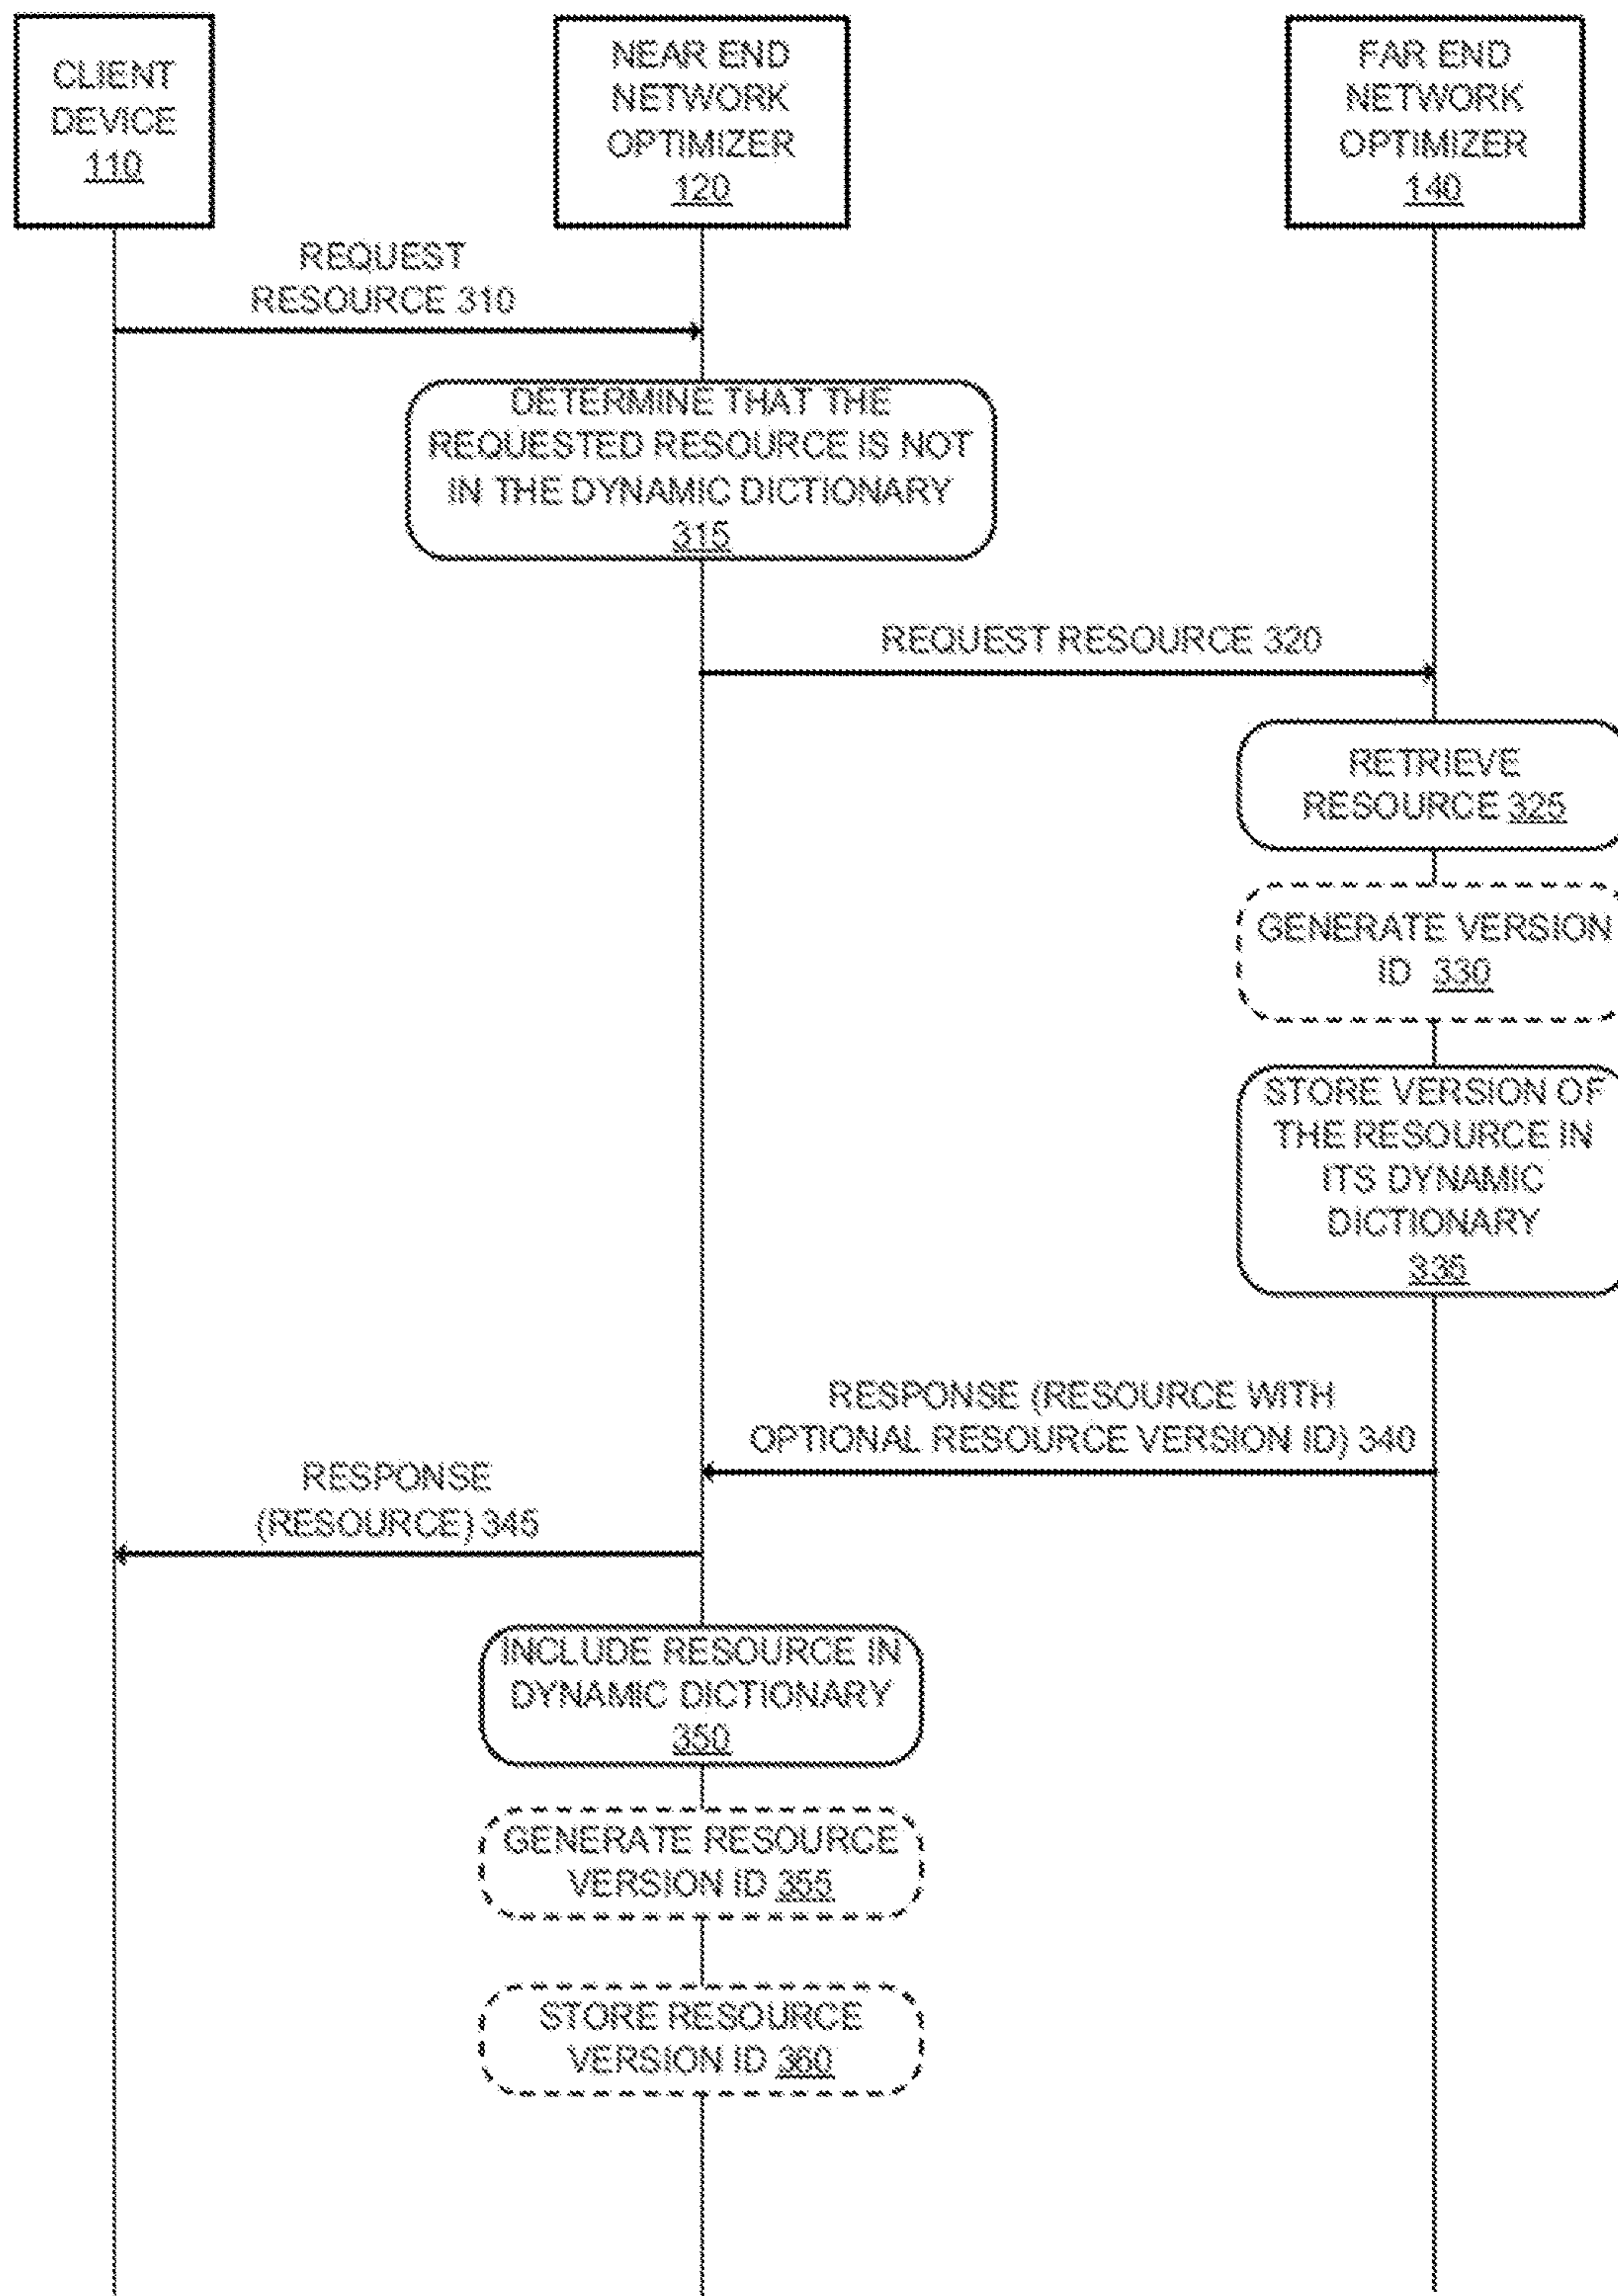 CLIENT
DEVICE
110
NEAR END
NETWORK
OPTIMIZER
120
FAR END
NETWORK
OPTIMIZER
140
REQUEST
RESOURCE 310
DETERMINE THAT THE
REQUESTED RESOURCE IS NOT
IN THE DYNAMIC DICTIONARY
315
REQUEST RESOURCE 320
RETRIEVE
RESOURCE 325
GENERATE VERSION
ID 330
STORE VERSION OF
THE RESOURCE IN
ITS DYNAMIC
DICTIONARY
335
RESPONSE (RESOURCE WITH
OPTIONAL RESOURCE VERSION ID) 340
RESPONSE
(RESOURCE) 345
INCLUDE RESOURCE IN
DYNAMIC DICTIONARY
350
GENERATE RESOURCE
VERSION ID 355
STORE RESOURCE
VERSION ID 360